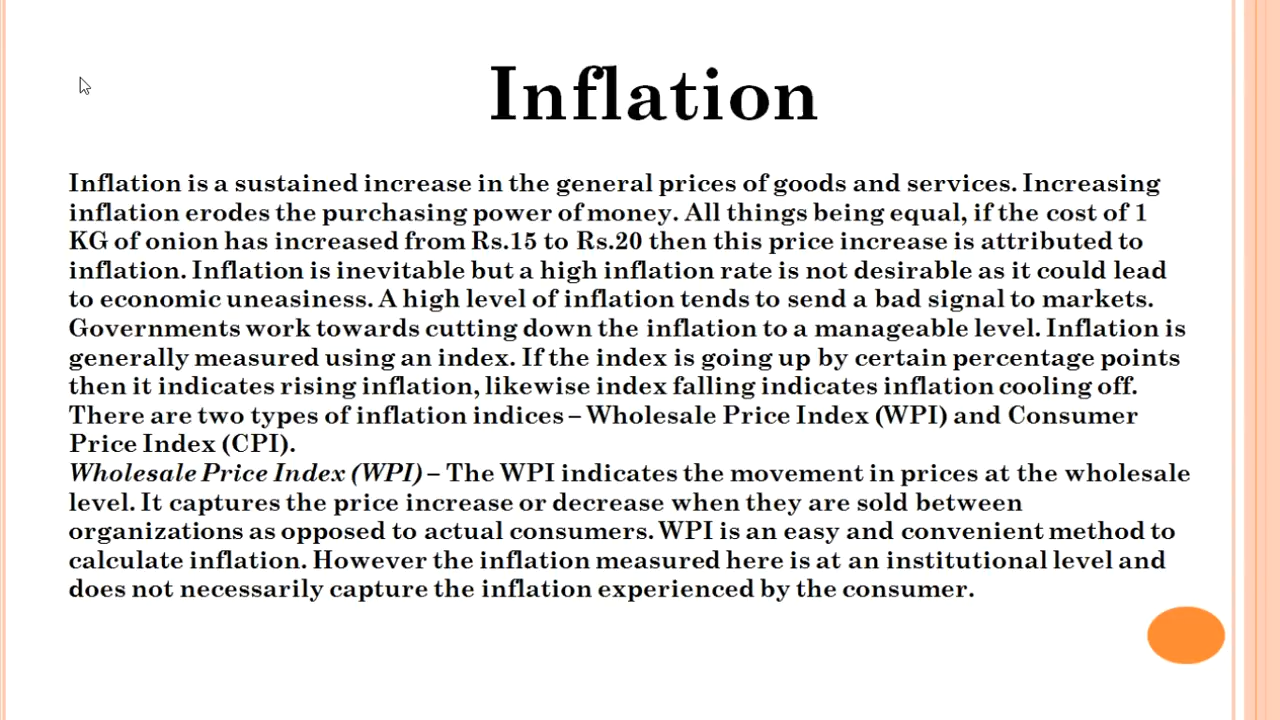 Inflation
Inflation is a sustained increase in the general prices of goods and services. Increasing
inflation erodes the purchasing power of money. All things being equal, if the cost of 1
KG of onion has increased from Rs.15 to Rs.20 then this price increase is attributed to
inflation. Inflation is inevitable but a high inflation rate is not desirable as it could lead
to economic uneasiness. A high level of inflation tends to send a bad signal to markets.
Governments work towards cutting down the inflation to a manageable level. Inflation is
generally measured using an index. If the index is going up by certain percentage points
then it indicates rising inflation, likewise index falling indicates inflation cooling off.
There are two types of inflation indices – Wholesale Price Index (WPI) and Consumer
Price Index (CPI).
Wholesale Price Index (WPI) – The WPI indicates the movement in prices at the wholesale
level. It captures the price increase or decrease when they are sold between
organizations as opposed to actual consumers. WPI is an easy and convenient method to
calculate inflation. However the inflation measured here is at an institutional level and
does not necessarily capture the inflation experienced by the consumer.